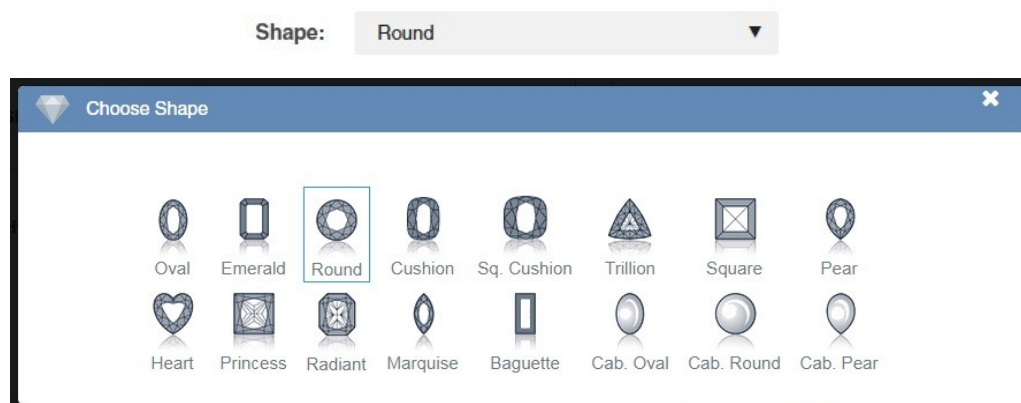 Shape: Round
Choose Shape
Oval Emerald Round Cushion Sq. Cushion Trillion Square Pear
Heart Princess Radiant Marquise Baguette Cab. Oval Cab. Round Cab. Pear